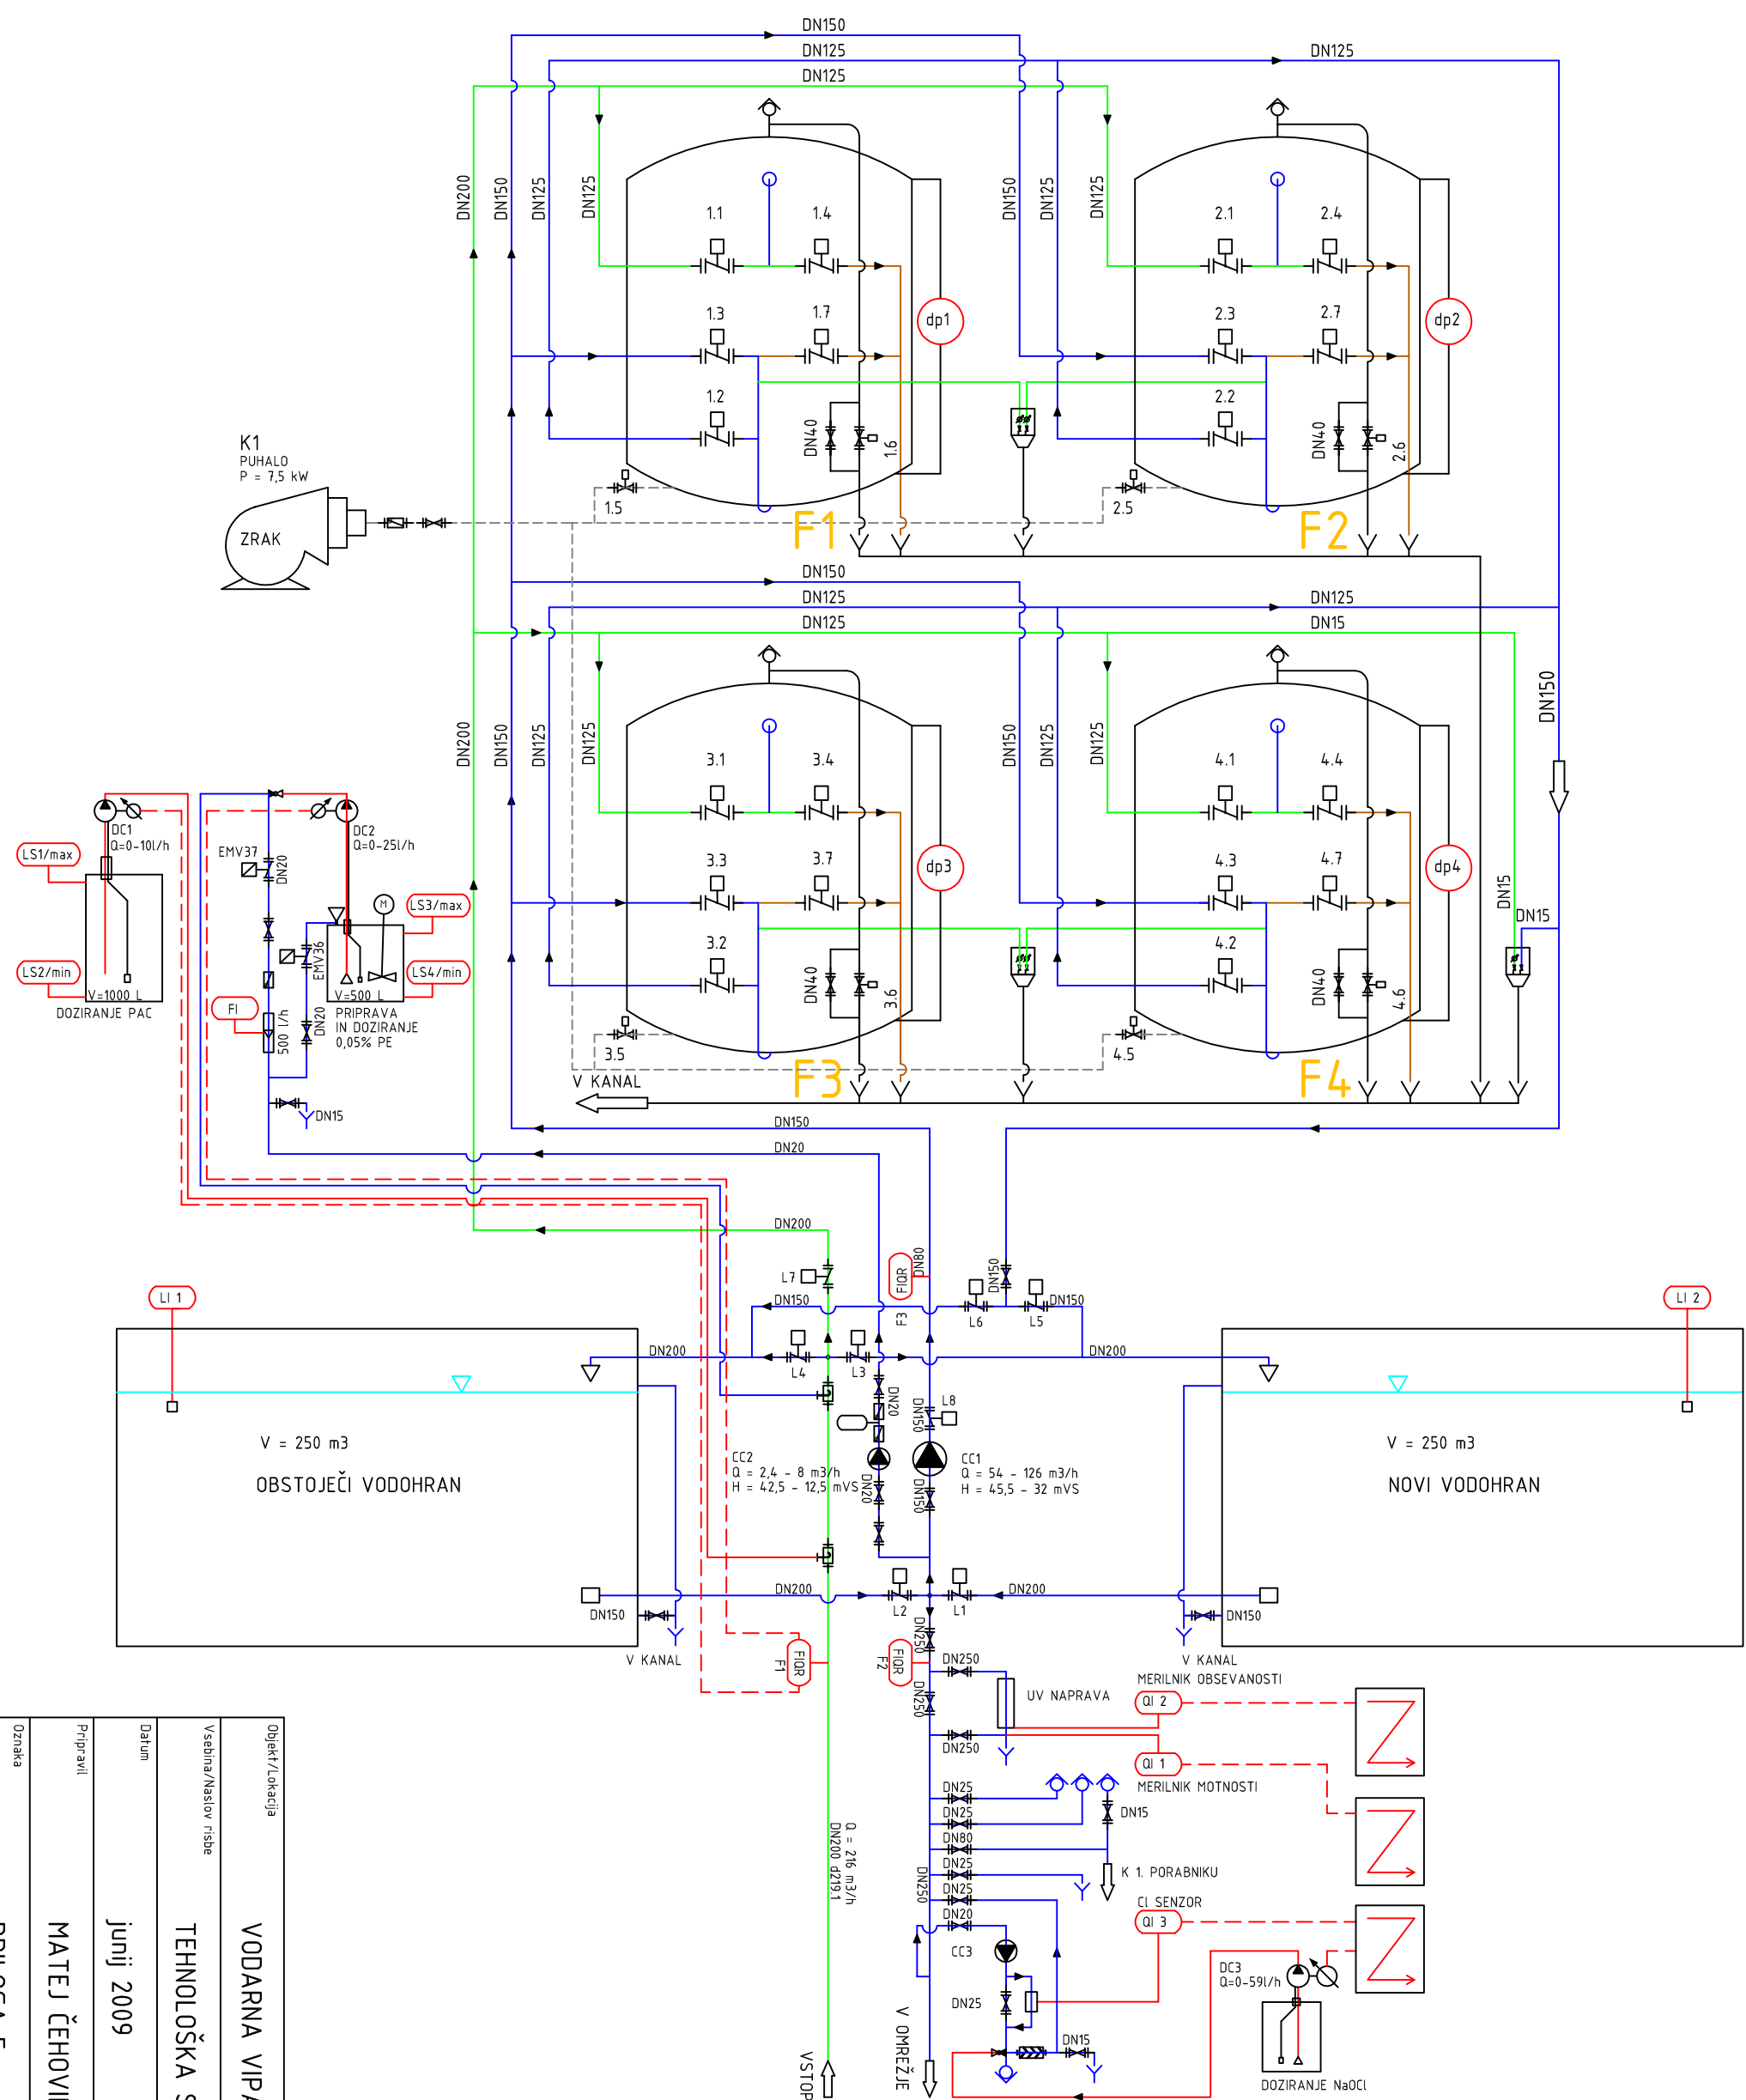 DN150
DN125
DN125
DN125
DN200
DN150
DN125
DN125
DN150
DN125
DN125
1.1
1.4
2.1
2.4
1.3
1.7
dp1
2.3
2.7
dp2
1.2
DN40
1.6
2.2
DN40
2.6
K1
PUHALO
P = 7,5 kW
ZRAK
1.5
F1
2.5
F2
DN150
DN125
DN125
DN125
DN15
DN150
DN200
DN150
DN125
DN125
DN150
DN125
DN125
3.1
3.4
4.1
4.4
3.3
3.7
dp3
4.3
4.7
dp4
DN15
DN15
3.2
DN40
3.6
4.2
DN40
4.6
3.5
F3
4.5
F4
V KANAL
DC1
Q=0-10l/h
LS1/max
LS2/min
V=1000 L
DOZIRANJE PAC
EMV37
DN20
DC2
Q=0-25l/h
M
LS3/max
LS4/min
EMV36
V=500 L
PRIPRAVA
IN DOZIRANJE
0,05% PE
FI
500 l/h
DN20
DN15
DN150
DN20
DN200
L7
FIQR
F3
DN80
DN150
DN150
L6
L5
DN150
LI 1
LI 2
DN200
L4
L3
DN200
DN20
DN150
L8
V = 250 m3
OBSTOJEČI VODOHRAN
CC2
Q = 2,4 - 8 m3/h
H = 42,5 - 12,5 mVS
DN20
DN150
CC1
Q = 54 - 126 m3/h
H = 45,5 - 32 mVS
V = 250 m3
NOVI VODOHRAN
DN200
L2
L1
DN200
DN150
V KANAL
DN150
V KANAL
FIQR
F1
FIQR
F2
DN250
DN250
DN250
DN250
UV NAPRAVA
MERILNIK OBSEVANOSTI
QI 2
QI 1
MERILNIK MOTNOSTI
DN25
DN25
DN80
DN25
DN25
DN20
DN15
K 1. PORABNIKU
DN250
Q = 216 m3/h
DN200 d219.1
CL SENZOR
QI 3
CC3
DN25
DN15
DC3
Q=0-59l/h
DOZIRANJE NaOCl
VSTOP
V OMREŽJE
Objekt/Lokacija
VODARNA VIPA
Vsebina/Naslov risbe
TEHNOLOŠKA S
Datum
junij 2009
Pripravil
MATEJ ČEHOVI
Oznaka